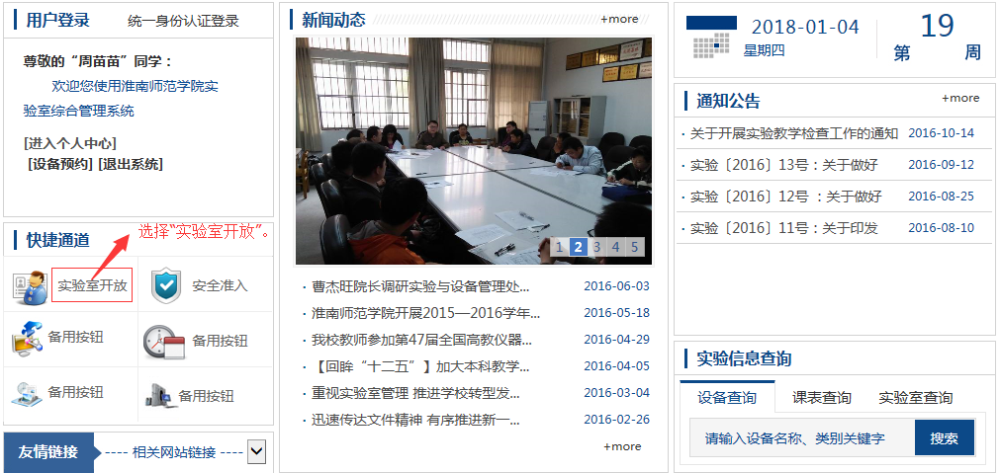 用户登录 统一身份认证登录
尊敬的“周苗苗”同学：
欢迎您使用淮南师范学院实
验室综合管理系统
[进入个人中心]
[设备预约] [退出系统]
快捷通道
选择“实验室开放”。
实验室开放 安全准入
备用按钮 备用按钮
备用按钮 备用按钮
友情链接 ---- 相关网站链接 ----
新闻动态 +more
1 2 3 4 5
· 曹杰旺院长调研实验与设备管理处... 2016-06-03
· 淮南师范学院开展2015—2016学年... 2016-05-18
· 我校教师参加第47届全国高教仪器... 2016-04-29
· 【回眸“十二五”】加大本科教学... 2016-04-05
· 重视实验室管理 推进学校转型发... 2016-03-04
· 迅速传达文件精神 有序推进新一... 2016-02-26
+more
2018-01-04
星期四
第 19 周
通知公告 +more
· 关于开展实验教学检查工作的通知 2016-10-14
· 实验〔2016〕13号：关于做好 2016-09-12
· 实验〔2016〕12号 ：关于做好 2016-08-25
· 实验〔2016〕11号：关于印发 2016-08-10
实验信息查询
设备查询 课表查询 实验室查询
请输入设备名称、类别关键字 搜索